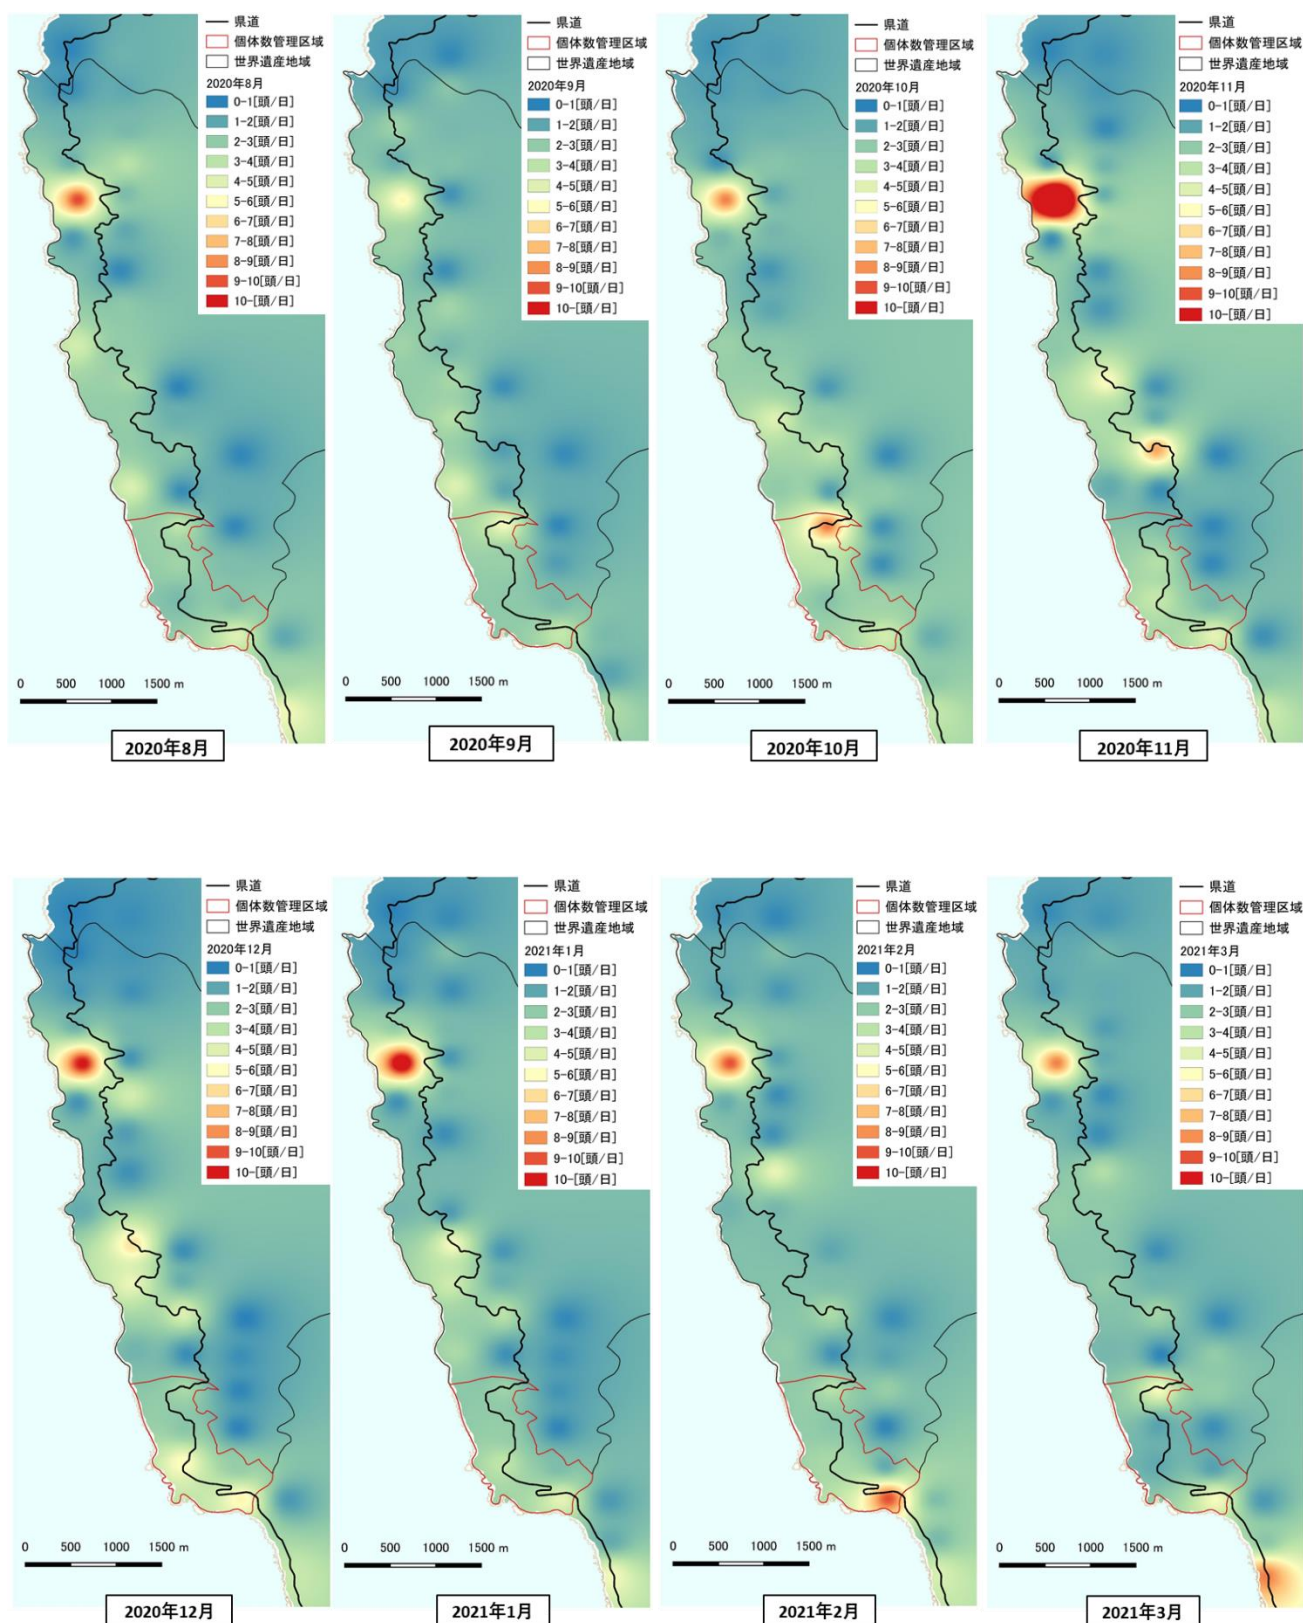 県道
個体数管理区域
世界遺産地域
2020年8月
0-1[頭/日]
1-2[頭/日]
2-3[頭/日]
3-4[頭/日]
4-5[頭/日]
5-6[頭/日]
6-7[頭/日]
7-8[頭/日]
8-9[頭/日]
9-10[頭/日]
10-[頭/日]
0 500 1000 1500 m
2020年8月
県道
個体数管理区域
世界遺産地域
2020年9月
0-1[頭/日]
1-2[頭/日]
2-3[頭/日]
3-4[頭/日]
4-5[頭/日]
5-6[頭/日]
6-7[頭/日]
7-8[頭/日]
8-9[頭/日]
9-10[頭/日]
10-[頭/日]
0 500 1000 1500 m
2020年9月
県道
個体数管理区域
世界遺産地域
2020年10月
0-1[頭/日]
1-2[頭/日]
2-3[頭/日]
3-4[頭/日]
4-5[頭/日]
5-6[頭/日]
6-7[頭/日]
7-8[頭/日]
8-9[頭/日]
9-10[頭/日]
10-[頭/日]
0 500 1000 1500 m
2020年10月
県道
個体数管理区域
世界遺産地域
2020年11月
0-1[頭/日]
1-2[頭/日]
2-3[頭/日]
3-4[頭/日]
4-5[頭/日]
5-6[頭/日]
6-7[頭/日]
7-8[頭/日]
8-9[頭/日]
9-10[頭/日]
10-[頭/日]
0 500 1000 1500 m
2020年11月
県道
個体数管理区域
世界遺産地域
2020年12月
0-1[頭/日]
1-2[頭/日]
2-3[頭/日]
3-4[頭/日]
4-5[頭/日]
5-6[頭/日]
6-7[頭/日]
7-8[頭/日]
8-9[頭/日]
9-10[頭/日]
10-[頭/日]
0 500 1000 1500 m
2020年12月
県道
個体数管理区域
世界遺産地域
2021年1月
0-1[頭/日]
1-2[頭/日]
2-3[頭/日]
3-4[頭/日]
4-5[頭/日]
5-6[頭/日]
6-7[頭/日]
7-8[頭/日]
8-9[頭/日]
9-10[頭/日]
10-[頭/日]
0 500 1000 1500 m
2021年1月
県道
個体数管理区域
世界遺産地域
2021年2月
0-1[頭/日]
1-2[頭/日]
2-3[頭/日]
3-4[頭/日]
4-5[頭/日]
5-6[頭/日]
6-7[頭/日]
7-8[頭/日]
8-9[頭/日]
9-10[頭/日]
10-[頭/日]
0 500 1000 1500 m
2021年2月
県道
個体数管理区域
世界遺産地域
2021年3月
0-1[頭/日]
1-2[頭/日]
2-3[頭/日]
3-4[頭/日]
4-5[頭/日]
5-6[頭/日]
6-7[頭/日]
7-8[頭/日]
8-9[頭/日]
9-10[頭/日]
10-[頭/日]
0 500 1000 1500 m
2021年3月